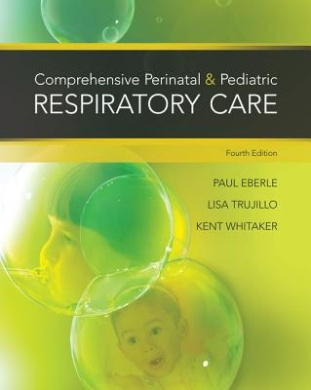 Comprehensive Perinatal & Pediatric
RESPIRATORY CARE
Fourth Edition
PAUL EBERLE
LISA TRUJILLO
KENT WHITAKER